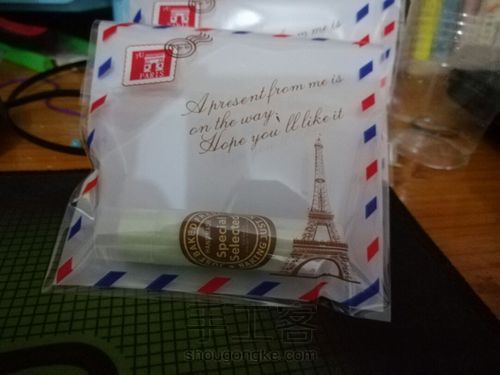 PARIS
A present from me is
on the way,
Hope you'll like it
Special
Selected
手工客
shougongke.com